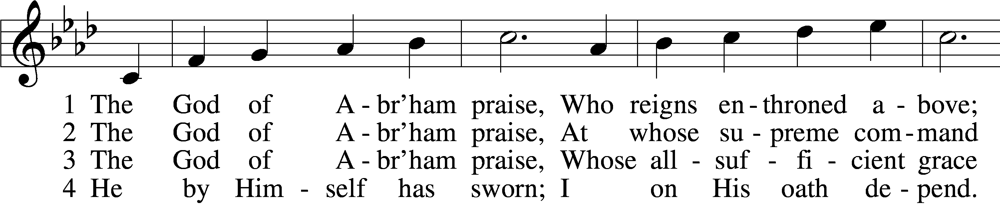 1 The God of A - br’ham praise, Who reigns en - throned a - bove;
2 The God of A - br’ham praise, At whose su - preme com - mand
3 The God of A - br’ham praise, Whose all - suf - fi - cient grace
4 He by Him - self has sworn; I on His oath de - pend.